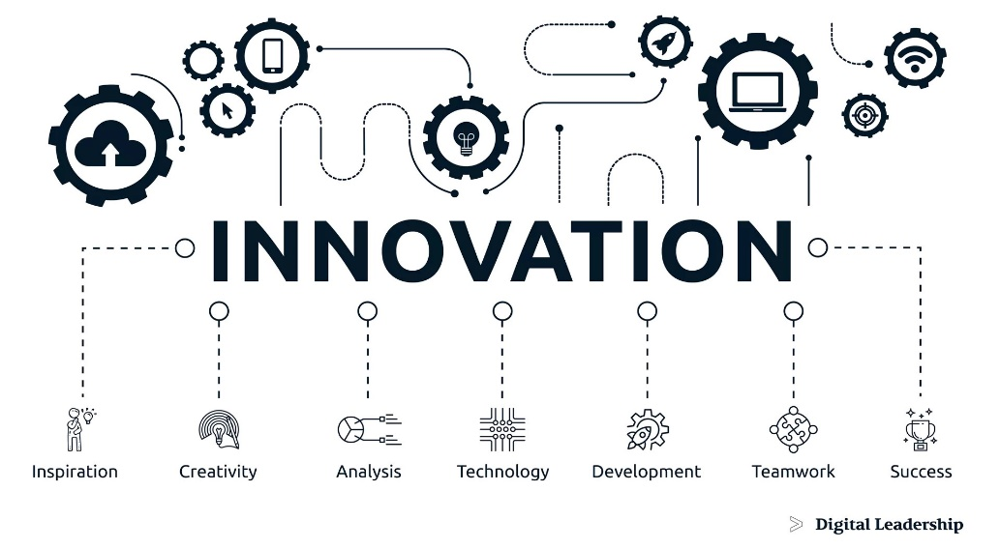 INNOVATION
Inspiration Creativity Analysis Technology Development Teamwork Success
Digital Leadership